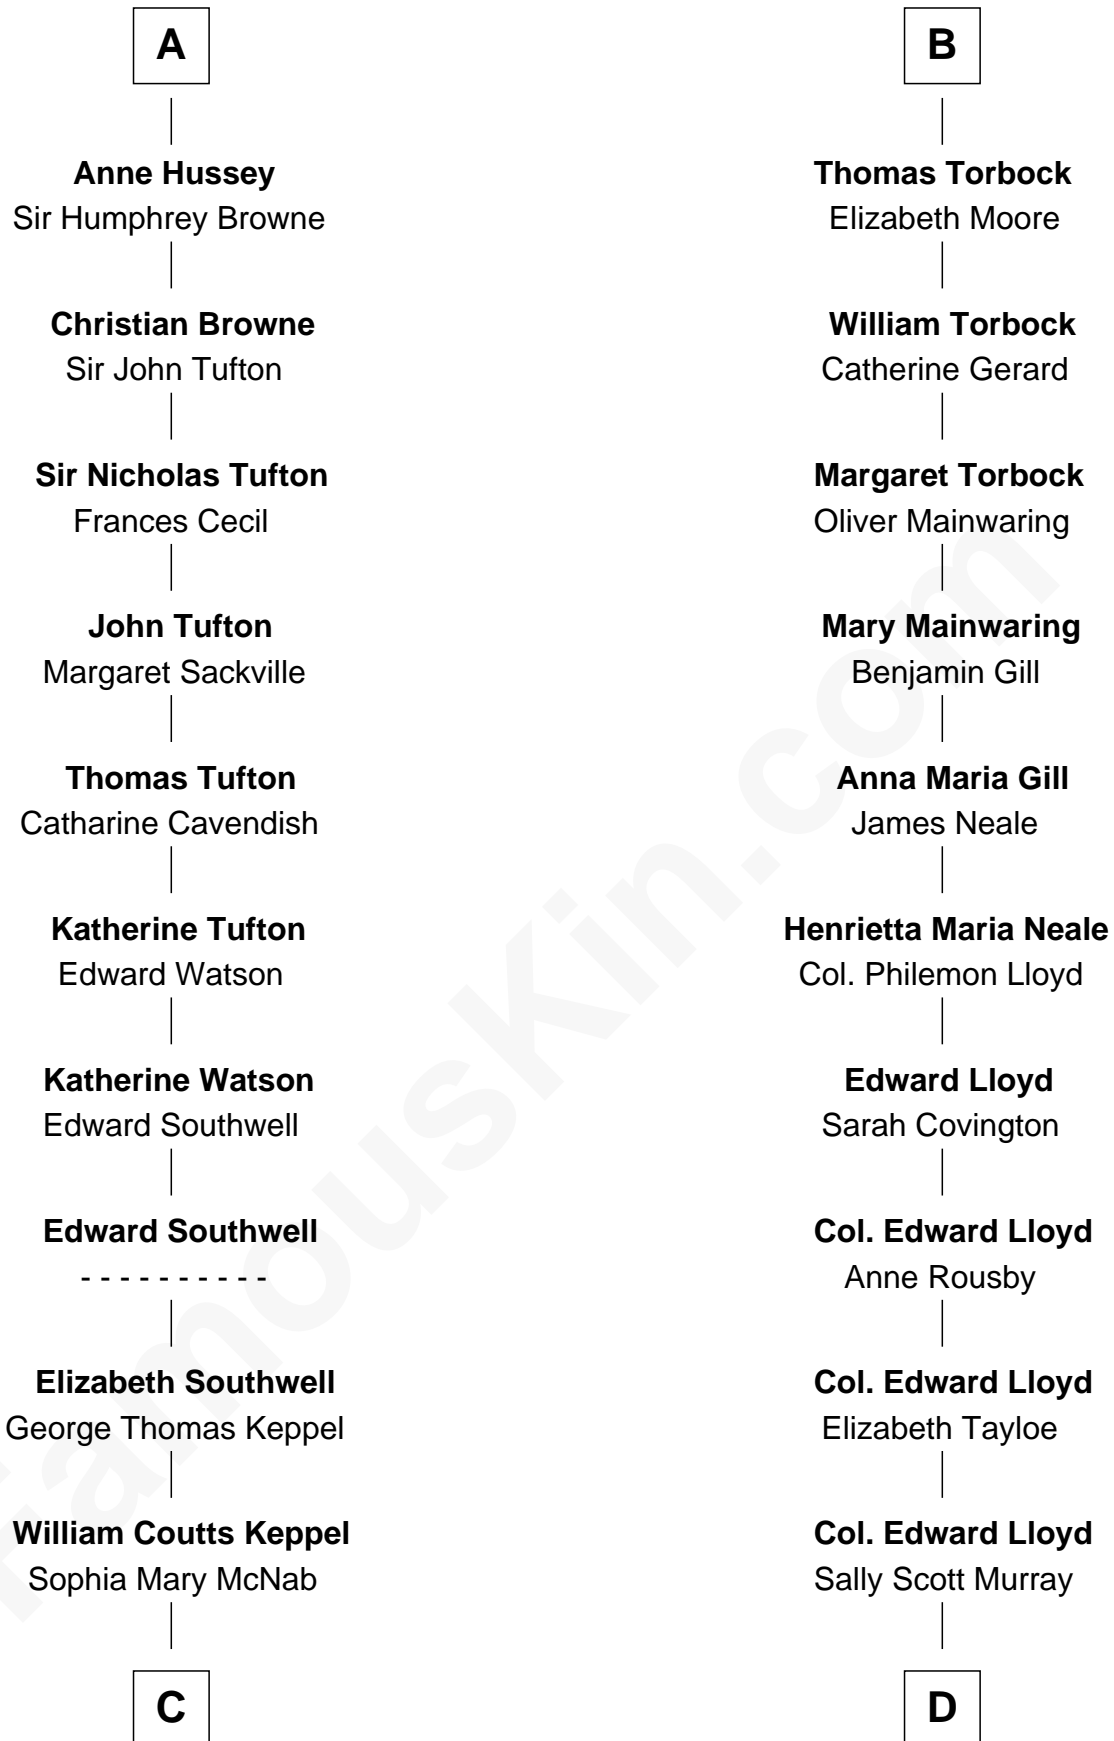 A
Anne Hussey
Sir Humphrey Browne
Christian Browne
Sir John Tufton
Sir Nicholas Tufton
Frances Cecil
John Tufton
Margaret Sackville
Thomas Tufton
Catharine Cavendish
Katherine Tufton
Edward Watson
Katherine Watson
Edward Southwell
Edward Southwell
- - - - - - - - - -
Elizabeth Southwell
George Thomas Keppel
William Coutts Keppel
Sophia Mary McNab
C
B
Thomas Torbock
Elizabeth Moore
William Torbock
Catherine Gerard
Margaret Torbock
Oliver Mainwaring
Mary Mainwaring
Benjamin Gill
Anna Maria Gill
James Neale
Henrietta Maria Neale
Col. Philemon Lloyd
Edward Lloyd
Sarah Covington
Col. Edward Lloyd
Anne Rousby
Col. Edward Lloyd
Elizabeth Tayloe
Col. Edward Lloyd
Sally Scott Murray
D
FamousKin.com